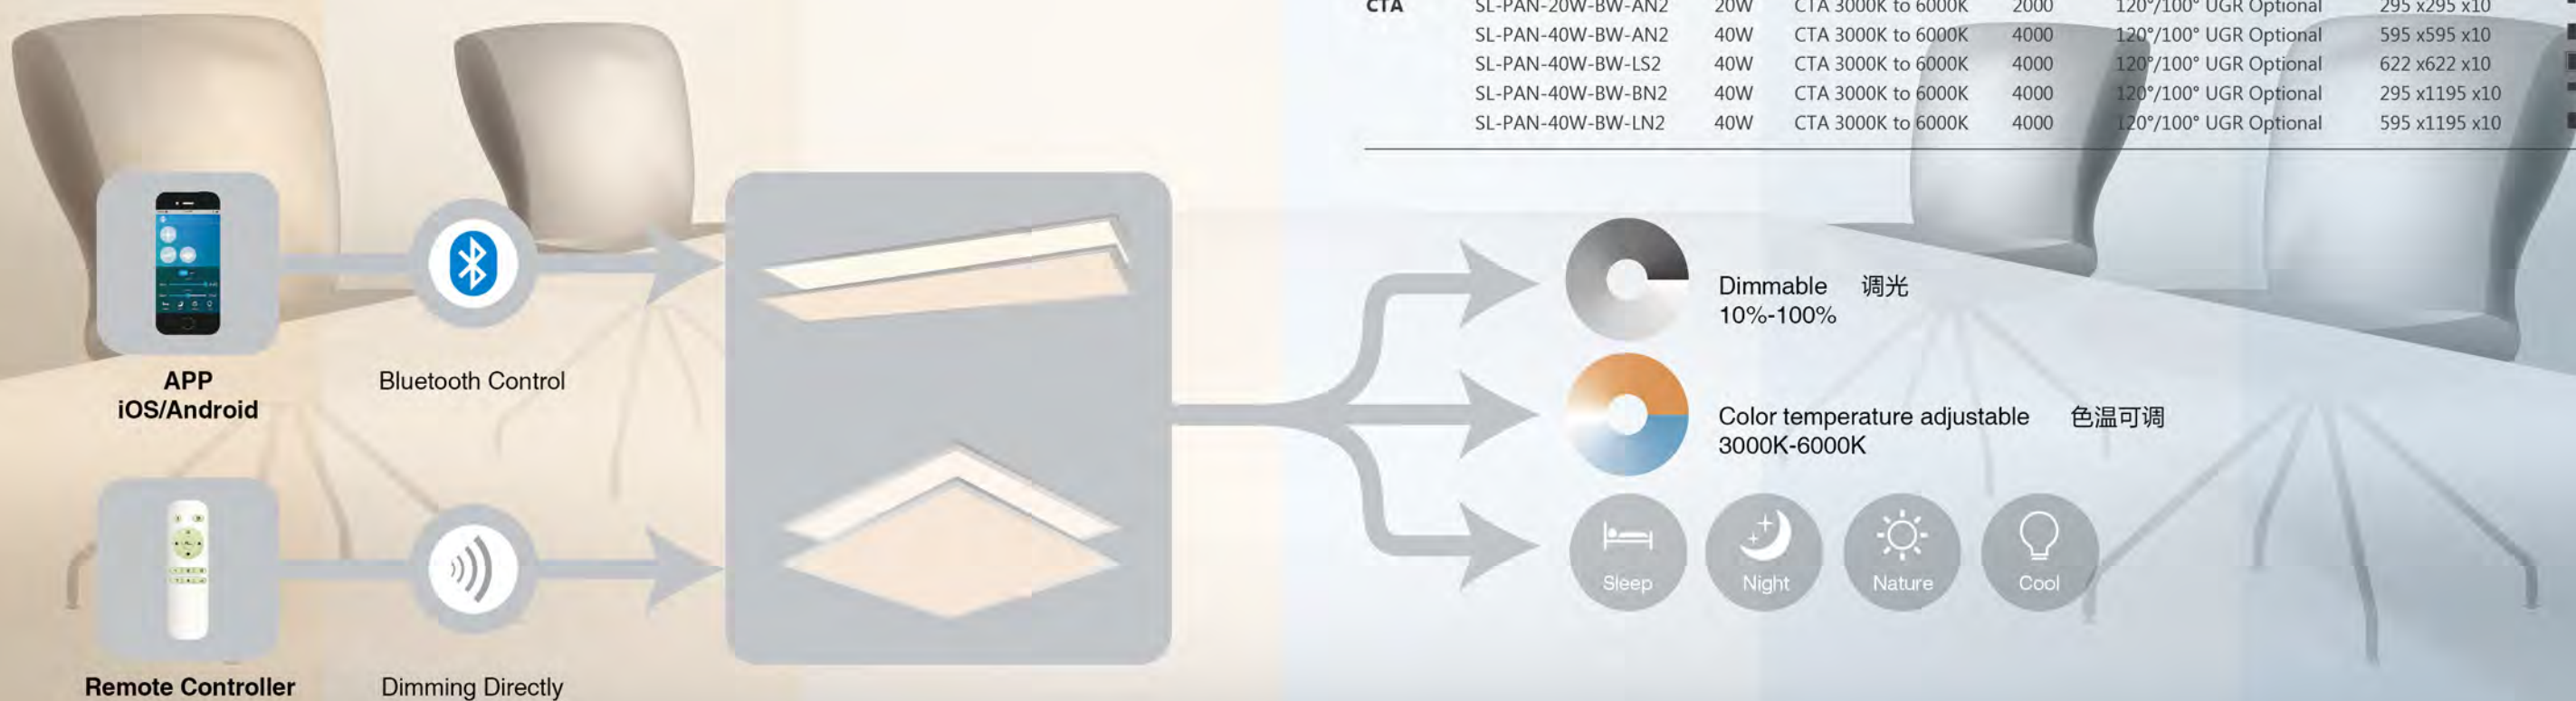 CTA SL-PAN-20W-BW-AN2 20W CTA 3000K to 6000K 2000 120°/100° UGR Optional 295 x295 x10
SL-PAN-40W-BW-AN2 40W CTA 3000K to 6000K 4000 120°/100° UGR Optional 595 x595 x10
SL-PAN-40W-BW-LS2 40W CTA 3000K to 6000K 4000 120°/100° UGR Optional 622 x622 x10
SL-PAN-40W-BW-BN2 40W CTA 3000K to 6000K 4000 120°/100° UGR Optional 295 x1195 x10
SL-PAN-40W-BW-LN2 40W CTA 3000K to 6000K 4000 120°/100° UGR Optional 595 x1195 x10
APP
iOS/Android
Bluetooth Control
Remote Controller
Dimming Directly
Dimmable 调光
10%-100%
Color temperature adjustable 色温可调
3000K-6000K
Sleep Night Nature Cool